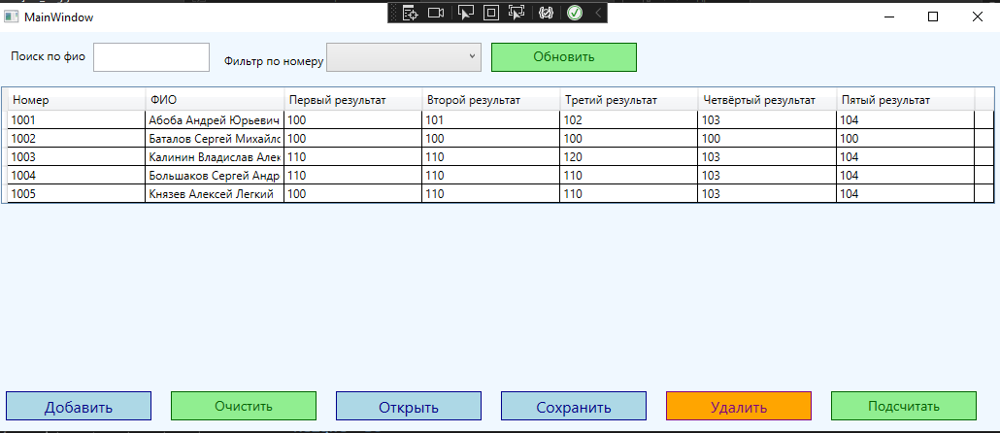 MainWindow
Поиск по фио
Фильтр по номеру
Обновить
Номер ФИО Первый результат Второй результат Третий результат Четвёртый результат Пятый результат
1001 Абоба Андрей Юрьевич 100 101 102 103 104
1002 Баталов Сергей Михайлс 100 100 100 100 100
1003 Калинин Владислав Алек 110 110 120 103 104
1004 Большаков Сергей Андр 110 110 110 103 104
1005 Князев Алексей Легкий 100 110 110 103 104
Добавить Очистить Открыть Сохранить Удалить Подсчитать